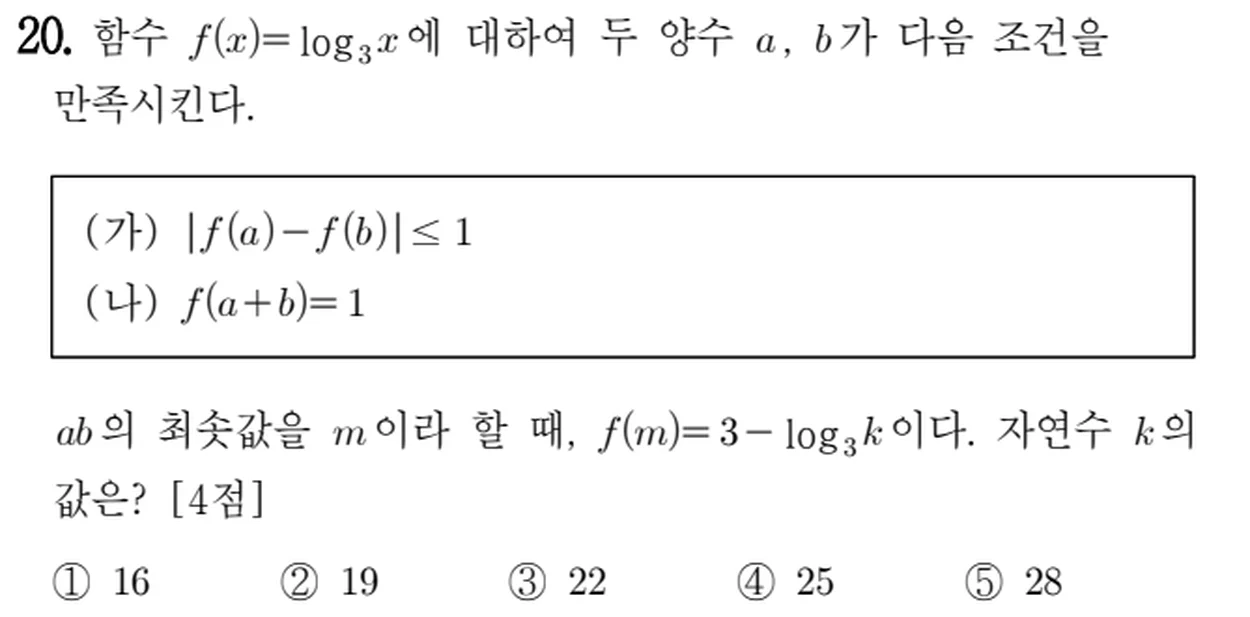 20. 함수 f(x)=log₃x에 대하여 두 양수 a, b가 다음 조건을
만족시킨다.
(가) |f(a)-f(b)|≤1
(나) f(a+b)=1
ab의 최솟값을 m이라 할 때, f(m)=3-log₃k이다. 자연수 k의
값은? [4점]
① 16 ② 19 ③ 22 ④ 25 ⑤ 28